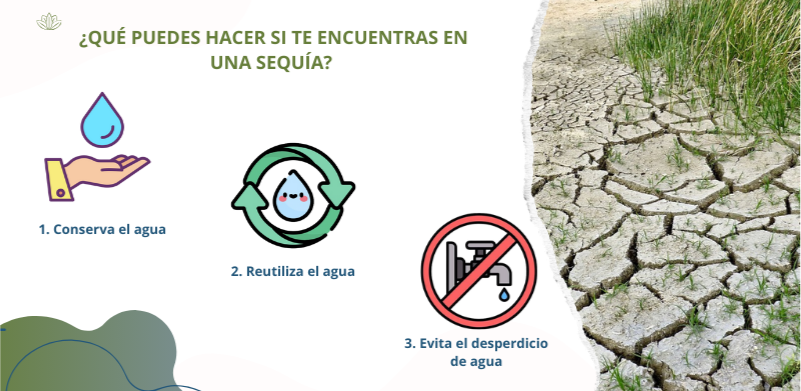 ¿QUÉ PUEDES HACER SI TE ENCUENTRAS EN
UNA SEQUÍA?
1. Conserva el agua
2. Reutiliza el agua
3. Evita el desperdicio
de agua